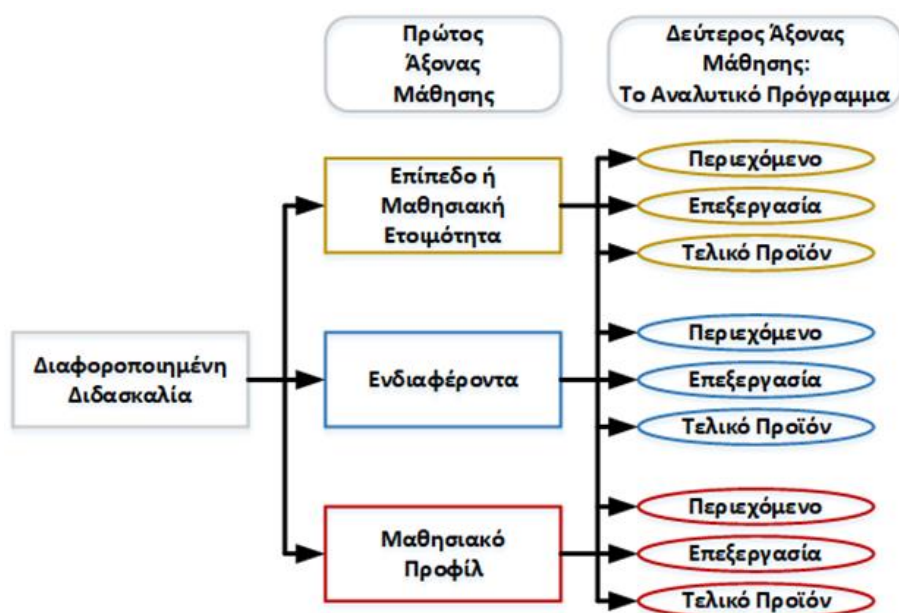 Πρώτος
Άξονας
Μάθησης
Δεύτερος Άξονας
Μάθησης:
Το Αναλυτικό Πρόγραμμα
Διαφοροποιημένη
Διδασκαλία
Επίπεδο ή
Μαθησιακή
Ετοιμότητα
Περιεχόμενο
Επεξεργασία
Τελικό Προϊόν
Ενδιαφέροντα
Περιεχόμενο
Επεξεργασία
Τελικό Προϊόν
Μαθησιακό
Προφίλ
Περιεχόμενο
Επεξεργασία
Τελικό Προϊόν